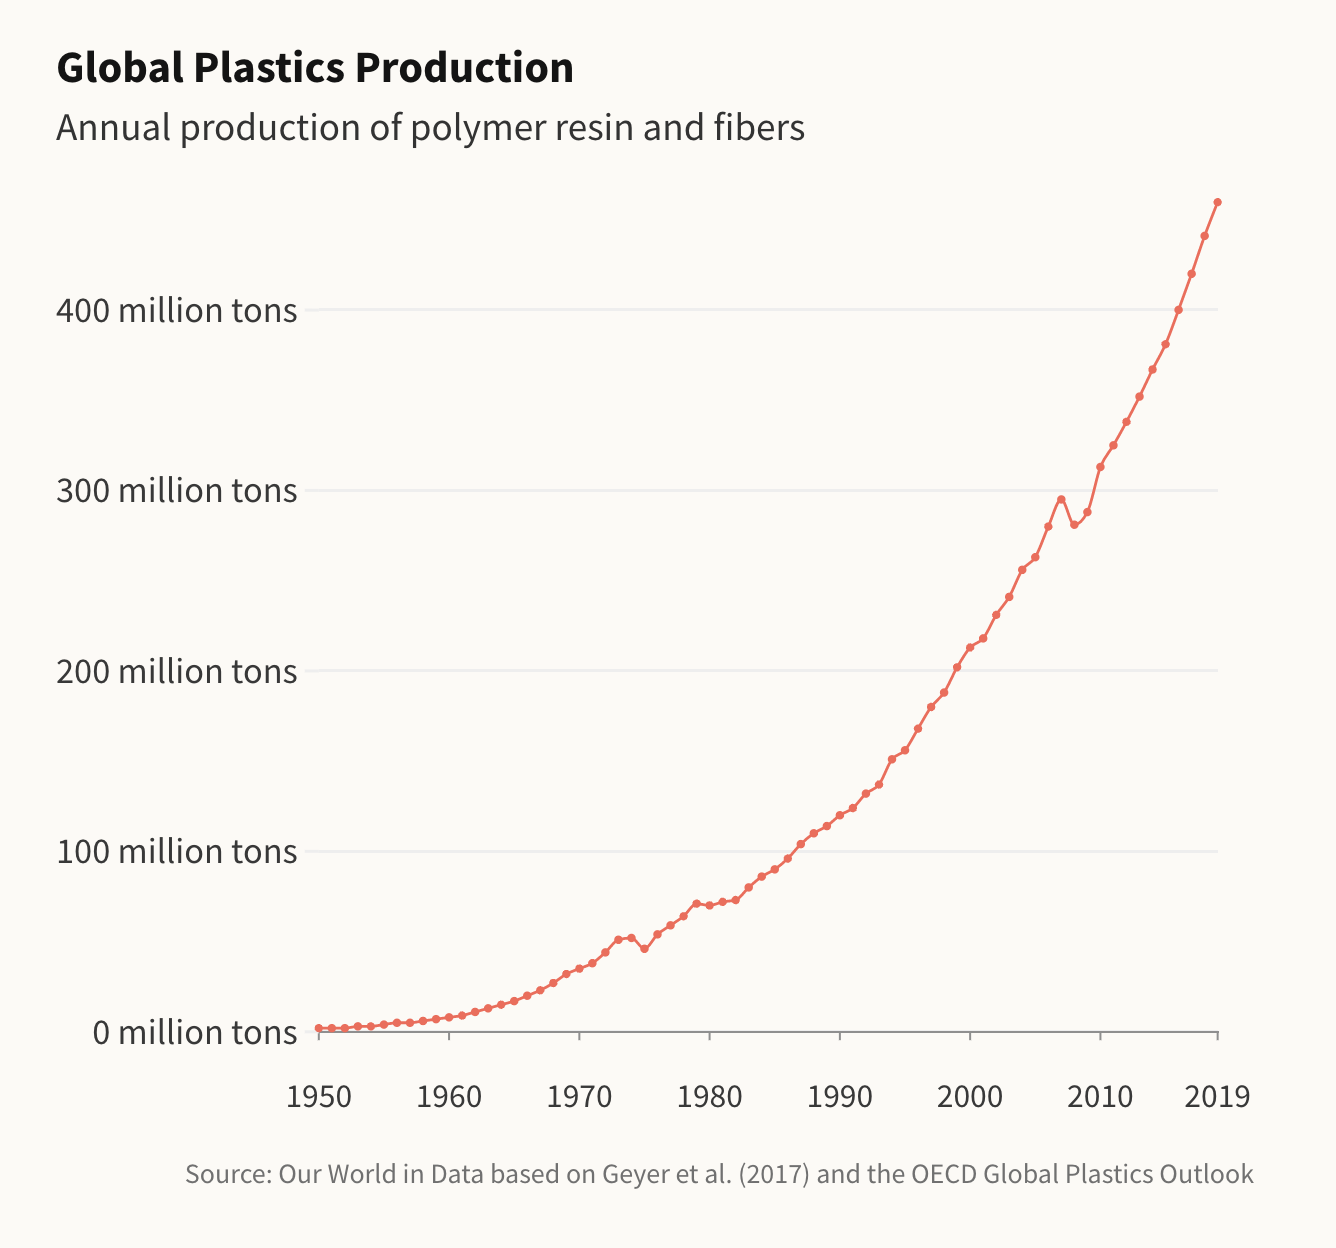 Global Plastics Production
Annual production of polymer resin and fibers
400 million tons
300 million tons
200 million tons
100 million tons
0 million tons
1950 1960 1970 1980 1990 2000 2010 2019
Source: Our World in Data based on Geyer et al. (2017) and the OECD Global Plastics Outlook